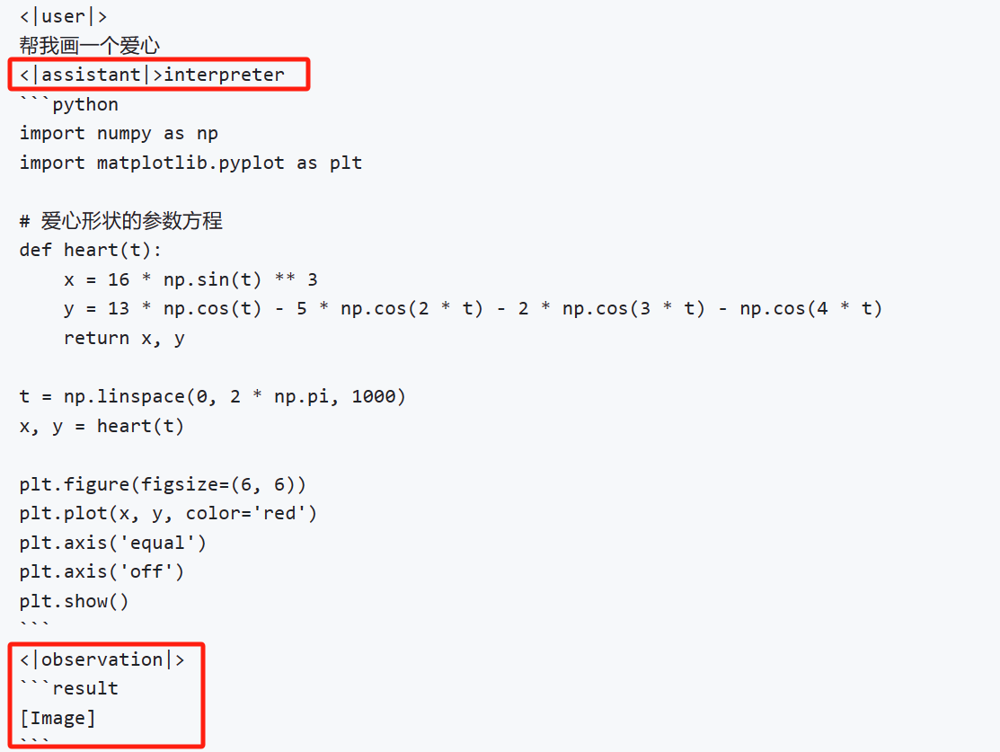 <|user|>
帮我画一个爱心
<|assistant|>interpreter
```python
import numpy as np
import matplotlib.pyplot as plt

# 爱心形状的参数方程
def heart(t):
    x = 16 * np.sin(t) ** 3
    y = 13 * np.cos(t) - 5 * np.cos(2 * t) - 2 * np.cos(3 * t) - np.cos(4 * t)
    return x, y

t = np.linspace(0, 2 * np.pi, 1000)
x, y = heart(t)

plt.figure(figsize=(6, 6))
plt.plot(x, y, color='red')
plt.axis('equal')
plt.axis('off')
plt.show()
```
<|observation|>
```result
[Image]
```